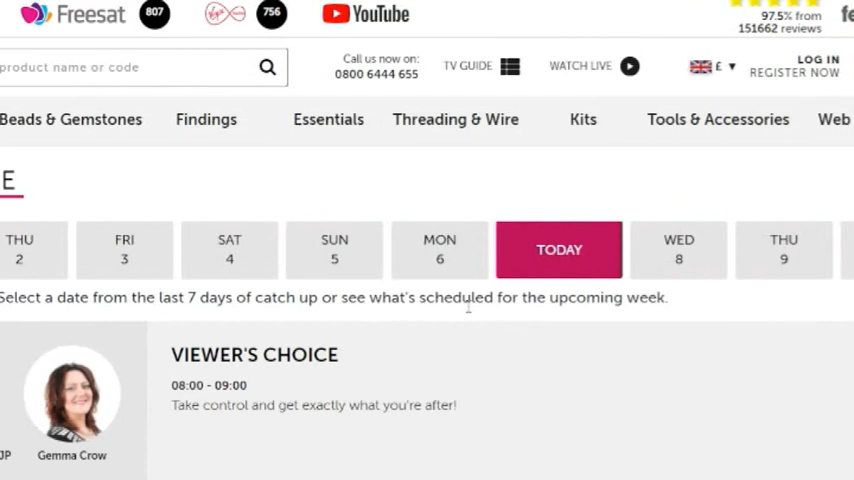 Freesat 807 Virgin media 756 YouTube
97.5% from
151662 reviews
fe
product name or code
Call us now on:
0800 6444 655
TV GUIDE
WATCH LIVE
£
LOG IN
REGISTER NOW
Beads & Gemstones Findings Essentials Threading & Wire Kits Tools & Accessories Web
E
THU
2
FRI
3
SAT
4
SUN
5
MON
6
TODAY
WED
8
THU
9
Select a date from the last 7 days of catch up or see what's scheduled for the upcoming week.
VIEWER'S CHOICE
08:00 - 09:00
Take control and get exactly what you're after!
JP
Gemma Crow